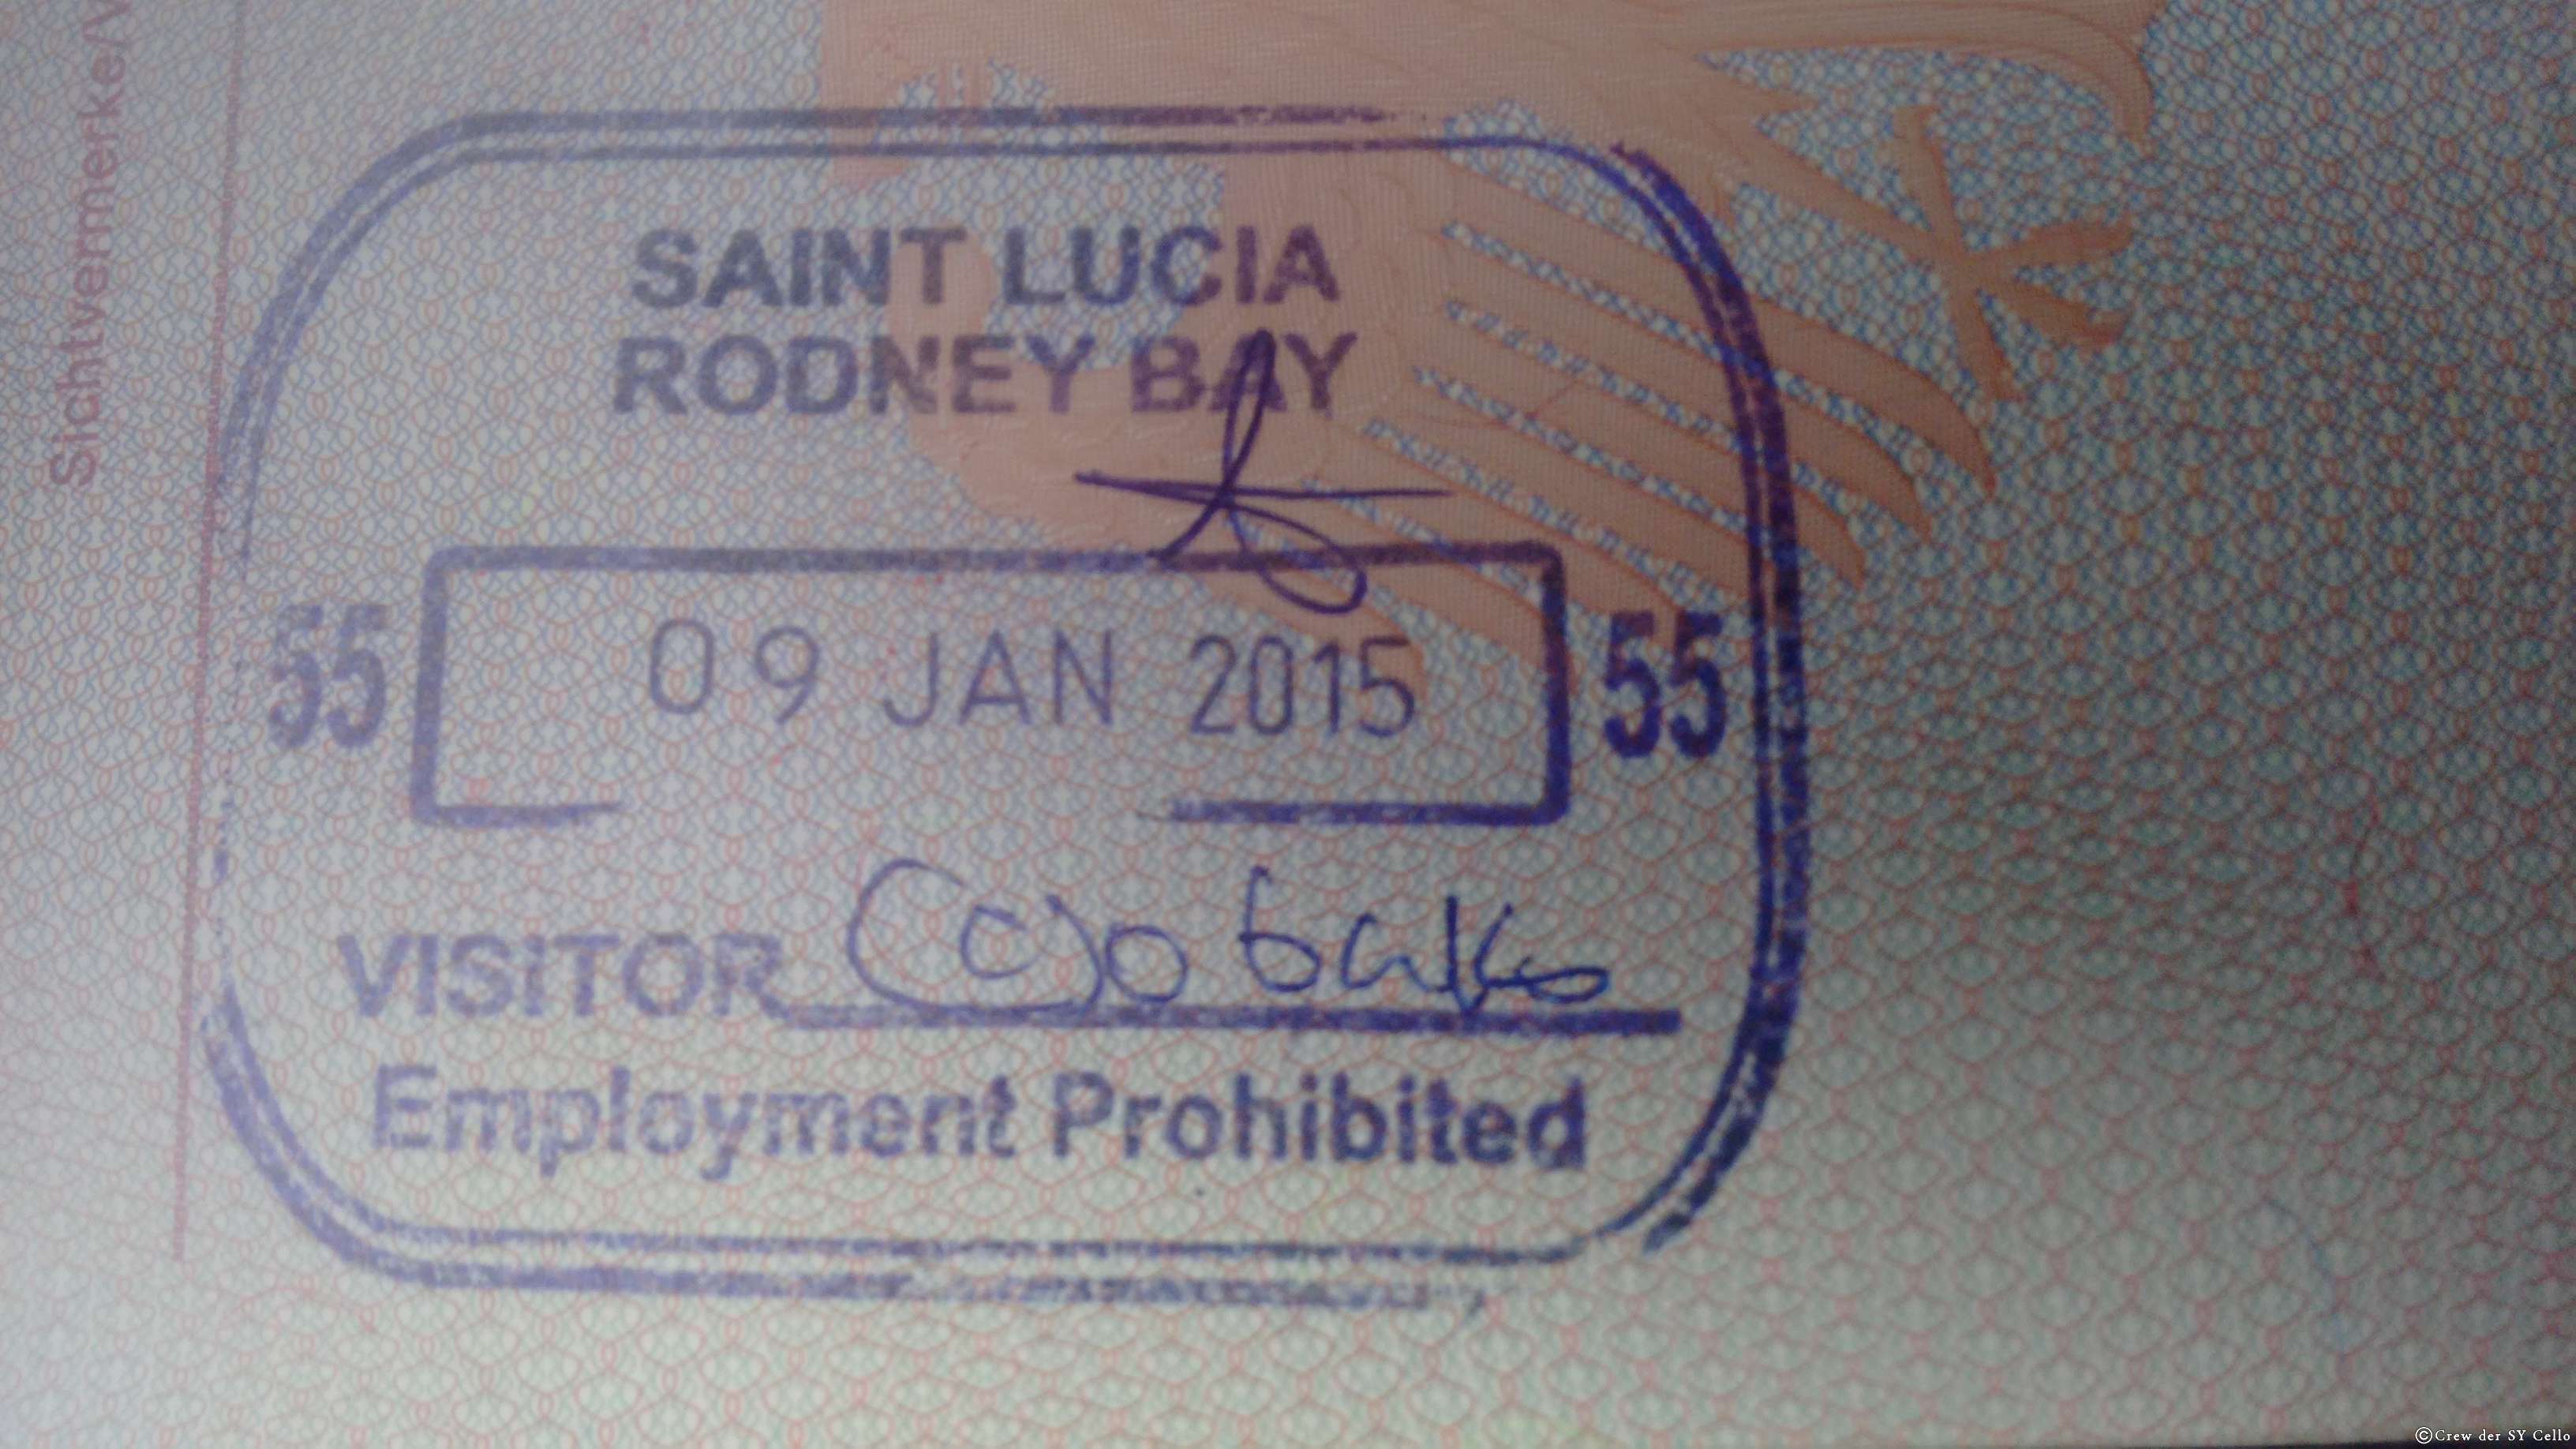 Sichtvermerke/V
SAINT LUCIA
RODNEY BAY
55 09 JAN 2015 55
VISITOR
Employment Prohibited
©Crew der SY Cello